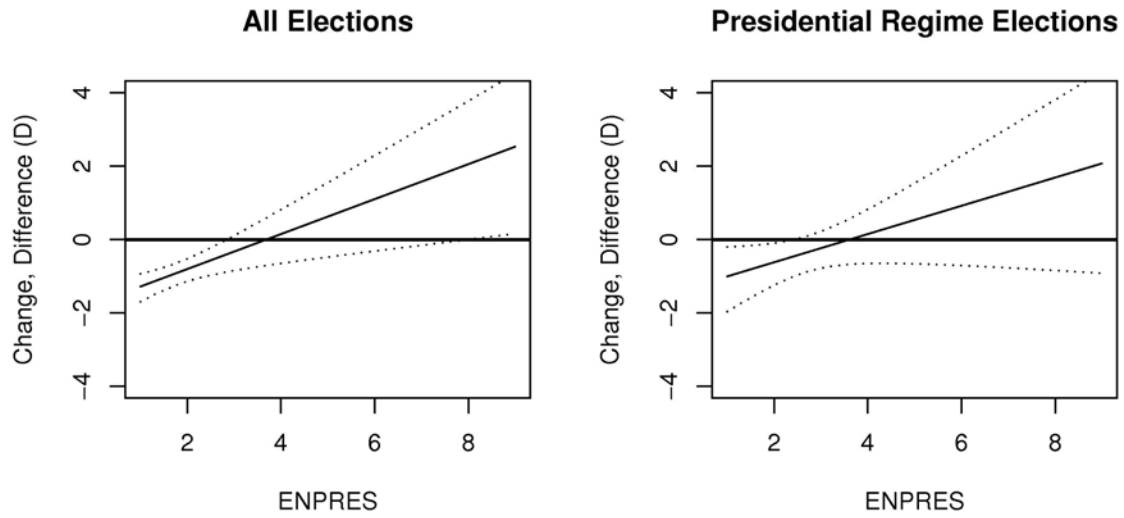 All Elections
Change, Difference (D)
4
2
0
−2
−4
2 4 6 8
ENPRES
Presidential Regime Elections
Change, Difference (D)
4
2
0
−2
−4
2 4 6 8
ENPRES